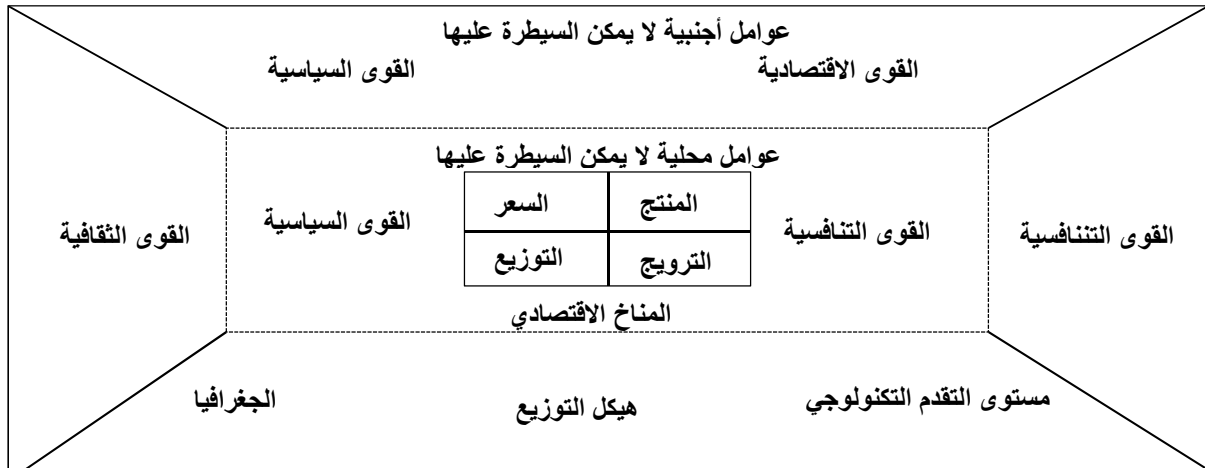 عوامل أجنبية لا يمكن السيطرة عليها
القوى الاقتصادية
القوى السياسية
عوامل محلية لا يمكن السيطرة عليها
المنتج
السعر
القوى التننافسية
القوى التنافسية
القوى السياسية
القوى الثقافية
الترويج
التوزيع
المناخ الاقتصادي
مستوى التقدم التكنولوجي
هيكل التوزيع
الجغرافيا